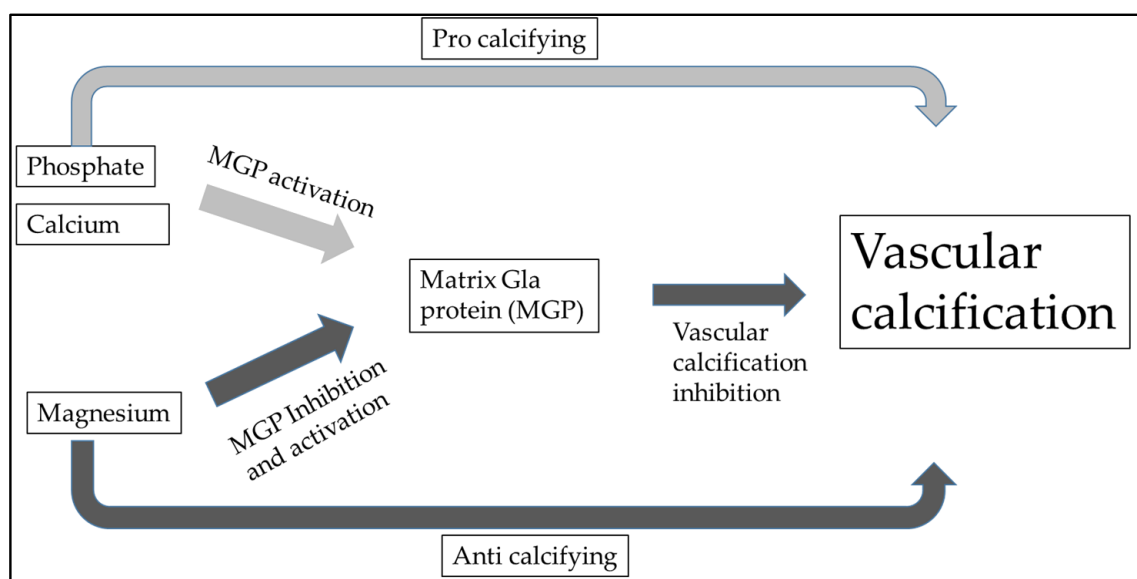 Pro calcifying
Phosphate
MGP activation
Calcium
Matrix Gla
protein (MGP)
Vascular
calcification
Vascular
calcification
inhibition
Magnesium
MGP Inhibition
and activation
Anti calcifying